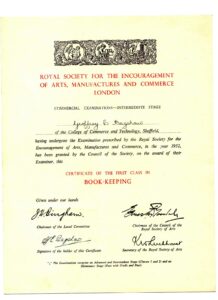 ROYAL SOCIETY FOR THE ENCOURAGEMENT
OF ARTS, MANUFACTURES AND COMMERCE
LONDON
COMMERCIAL EXAMINATIONS—INTERMEDIATE STAGE
Geoffrey
of the College of Commerce and Technology, Sheffield,
having undergone the Examination prescribed by the Royal Society for the
Encouragement of Arts, Manufactures and Commerce, in the year 1952,
has been granted by the Council of the Society, on the award of their
Examiner, this
CERTIFICATE OF THE FIRST CLASS IN
BOOK-KEEPING
Given under our hands
Chairman of the Local Committee
Chairman of the Council of the
Royal Society of Arts
Signature of the holder of this Certificate
Secretary of the Royal Society of Arts